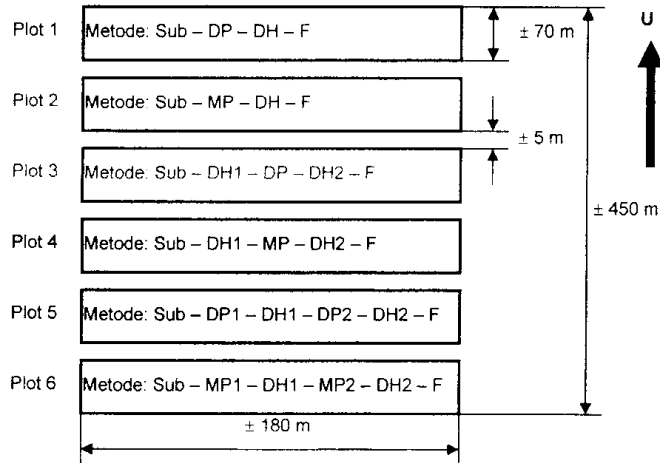 Plot 1
Metode: Sub – DP – DH – F
± 70 m
U
Plot 2
Metode: Sub – MP – DH – F
± 5 m
Plot 3
Metode: Sub – DH1 – DP – DH2 – F
± 450 m
Plot 4
Metode: Sub – DH1 – MP – DH2 – F
Plot 5
Metode: Sub – DP1 – DH1 – DP2 – DH2 – F
Plot 6
Metode: Sub – MP1 – DH1 – MP2 – DH2 – F
± 180 m